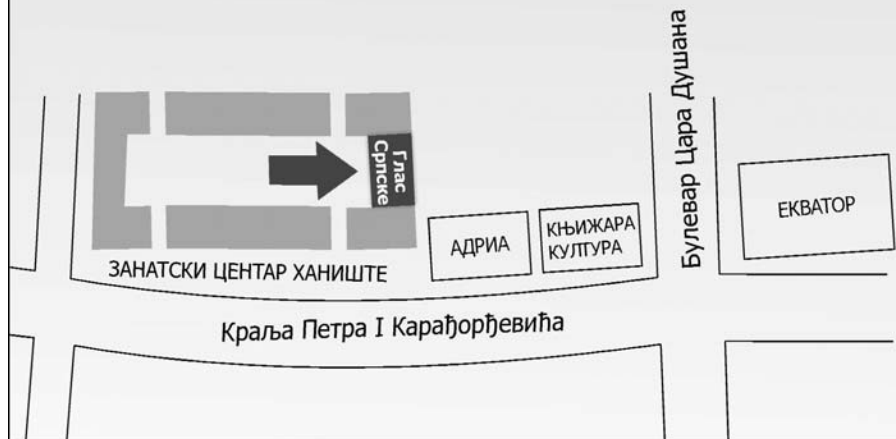 Булевар Цара Душана
Глас
Српске
ЕКВАТОР
КЊИЖАРА
КУЛТУРА
АДРИА
ЗАНАТСКИ ЦЕНТАР ХАНИШТЕ
Краља Петра I Карађорђевића